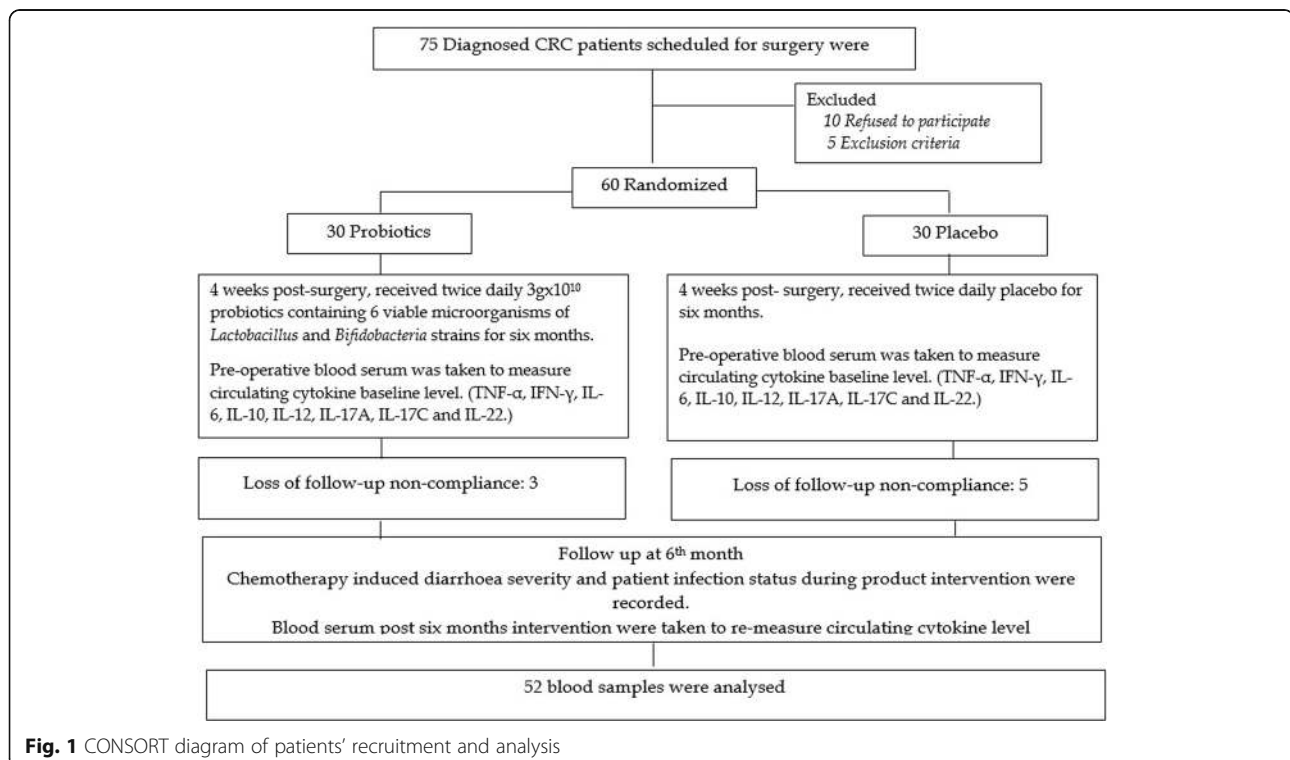 75 Diagnosed CRC patients scheduled for surgery were
Excluded
10 Refused to participate
5 Exclusion criteria
60 Randomized
30 Probiotics
30 Placebo
4 weeks post-surgery, received twice daily 3gx10¹⁰
probiotics containing 6 viable microorganisms of
Lactobacillus and Bifidobacteria strains for six months.
Pre-operative blood serum was taken to measure
circulating cytokine baseline level. (TNF-α, IFN-γ, IL-
6, IL-10, IL-12, IL-17A, IL-17C and IL-22.)
4 weeks post- surgery, received twice daily placebo for
six months.
Pre-operative blood serum was taken to measure
circulating cytokine baseline level. (TNF-α, IFN-γ, IL-
6, IL-10, IL-12, IL-17A, IL-17C and IL-22.)
Loss of follow-up non-compliance: 3
Loss of follow-up non-compliance: 5
Follow up at 6th month
Chemotherapy induced diarrhoea severity and patient infection status during product intervention were
recorded.
Blood serum post six months intervention were taken to re-measure circulating cytokine level
52 blood samples were analysed
Fig. 1 CONSORT diagram of patients' recruitment and analysis